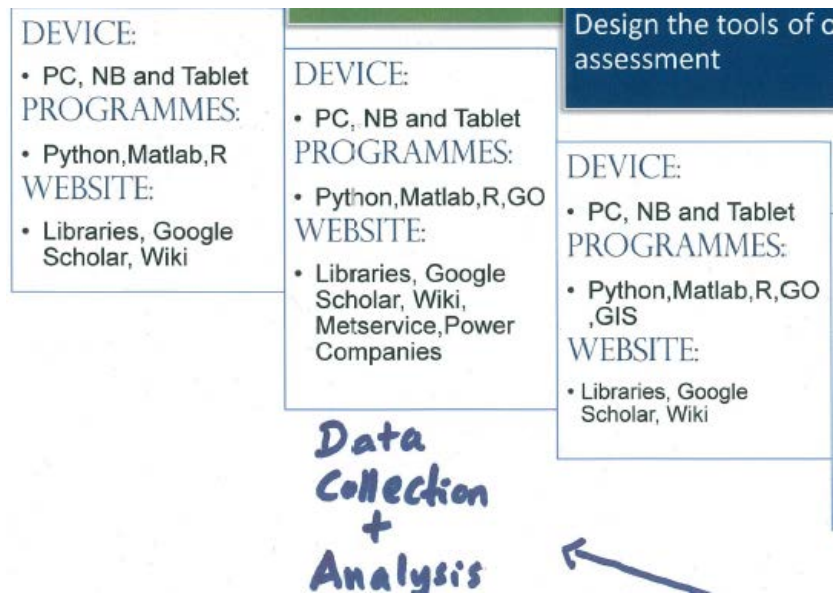 DEVICE:
• PC, NB and Tablet
PROGRAMMES:
• Python,Matlab,R
WEBSITE:
• Libraries, Google
Scholar, Wiki
DEVICE:
• PC, NB and Tablet
PROGRAMMES:
• Python,Matlab,R,GO
WEBSITE:
• Libraries, Google
Scholar, Wiki,
Metservice,Power
Companies
Design the tools of
assessment
DEVICE:
• PC, NB and Tablet
PROGRAMMES:
• Python,Matlab,R,GO
,GIS
WEBSITE:
• Libraries, Google
Scholar, Wiki
Data
Collection
+
Analysis